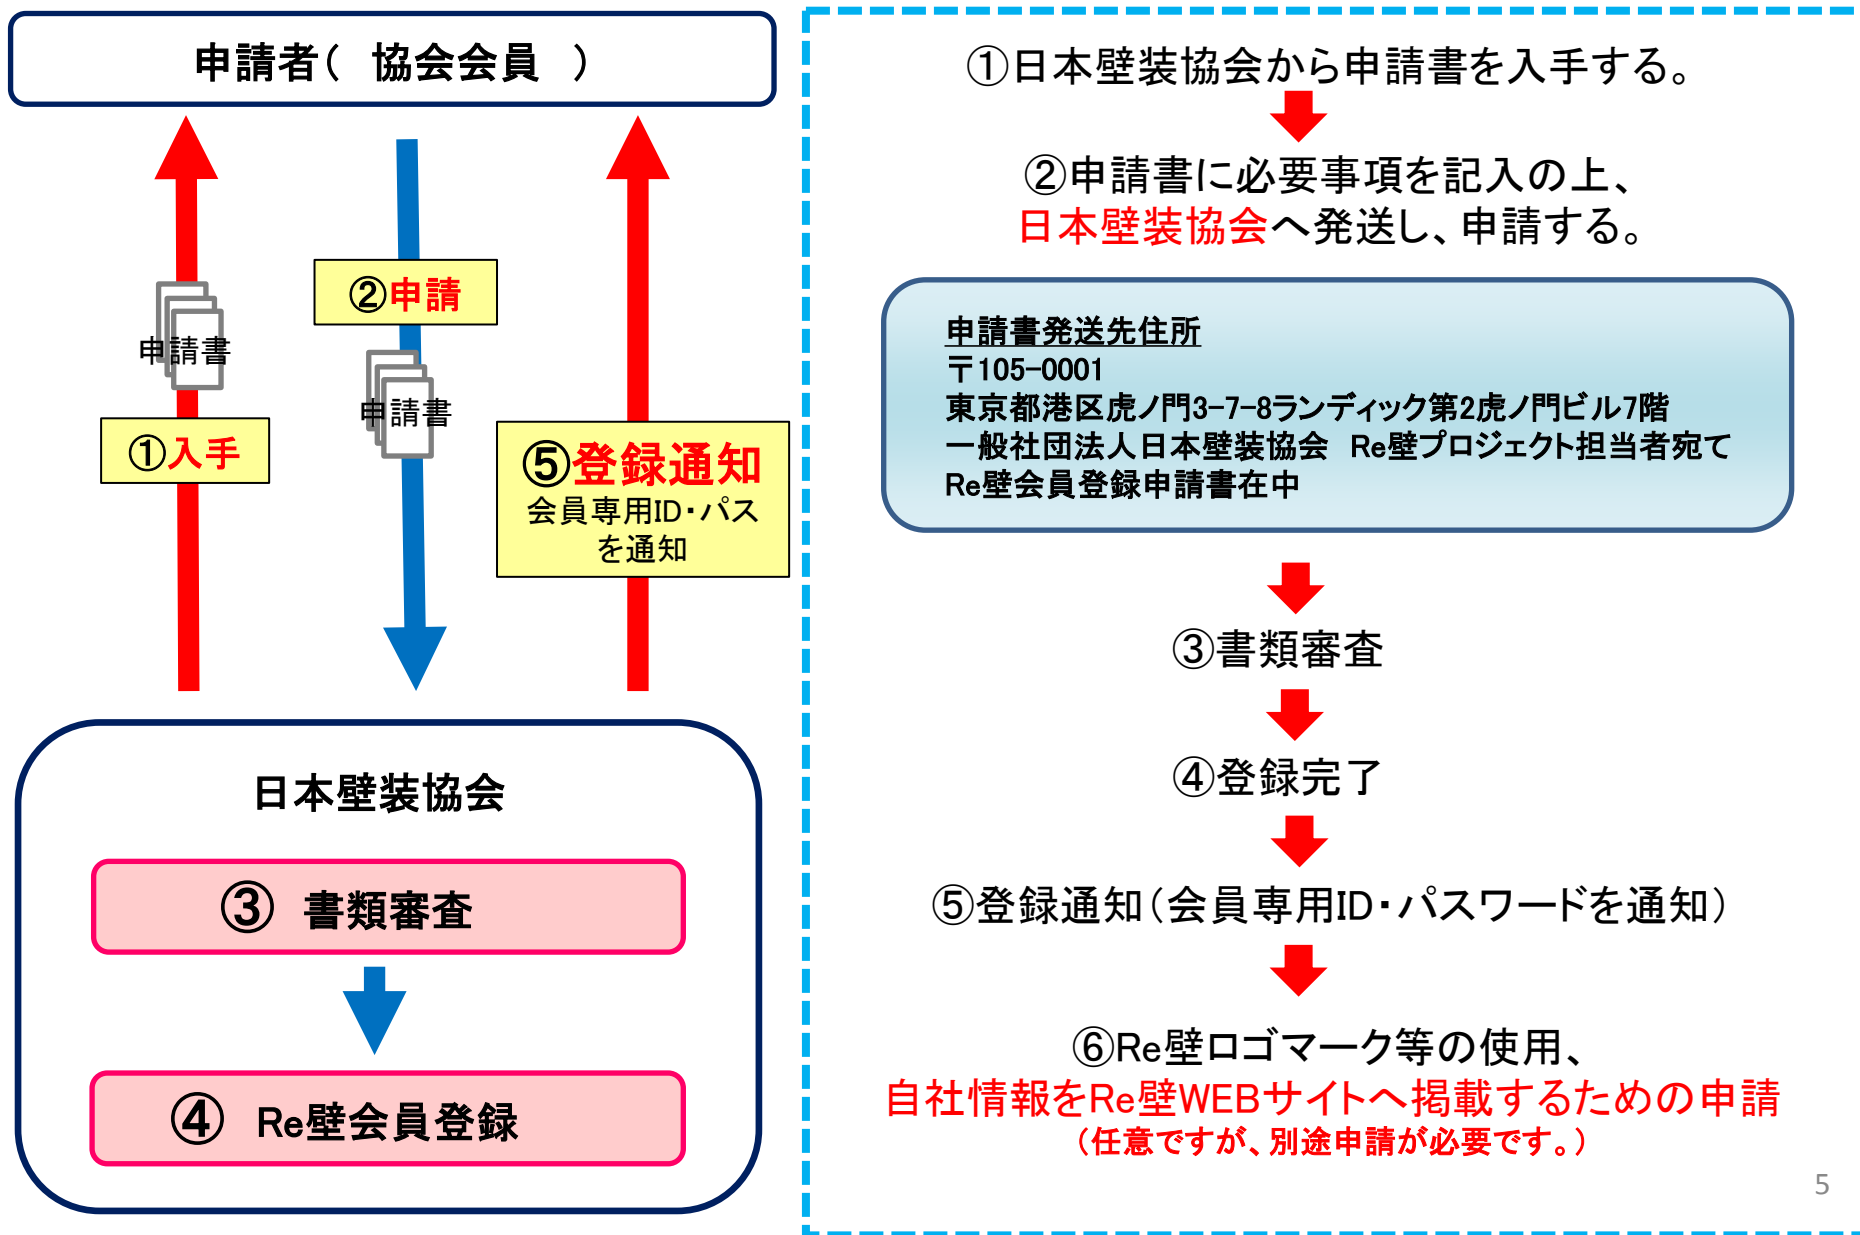 申請者( 協会会員 )
申請書
①入手
②申請
申請書
⑤登録通知
会員専用ID・パス
を通知
日本壁装協会
③ 書類審査
④ Re壁会員登録
①日本壁装協会から申請書を入手する。
②申請書に必要事項を記入の上、
日本壁装協会へ発送し、申請する。
申請書発送先住所
〒105-0001
東京都港区虎ノ門3-7-8ランディック第2虎ノ門ビル7階
一般社団法人日本壁装協会 Re壁プロジェクト担当者宛て
Re壁会員登録申請書在中
③書類審査
④登録完了
⑤登録通知(会員専用ID・パスワードを通知)
⑥Re壁ロゴマーク等の使用、
自社情報をRe壁WEBサイトへ掲載するための申請
(任意ですが、別途申請が必要です。)
5